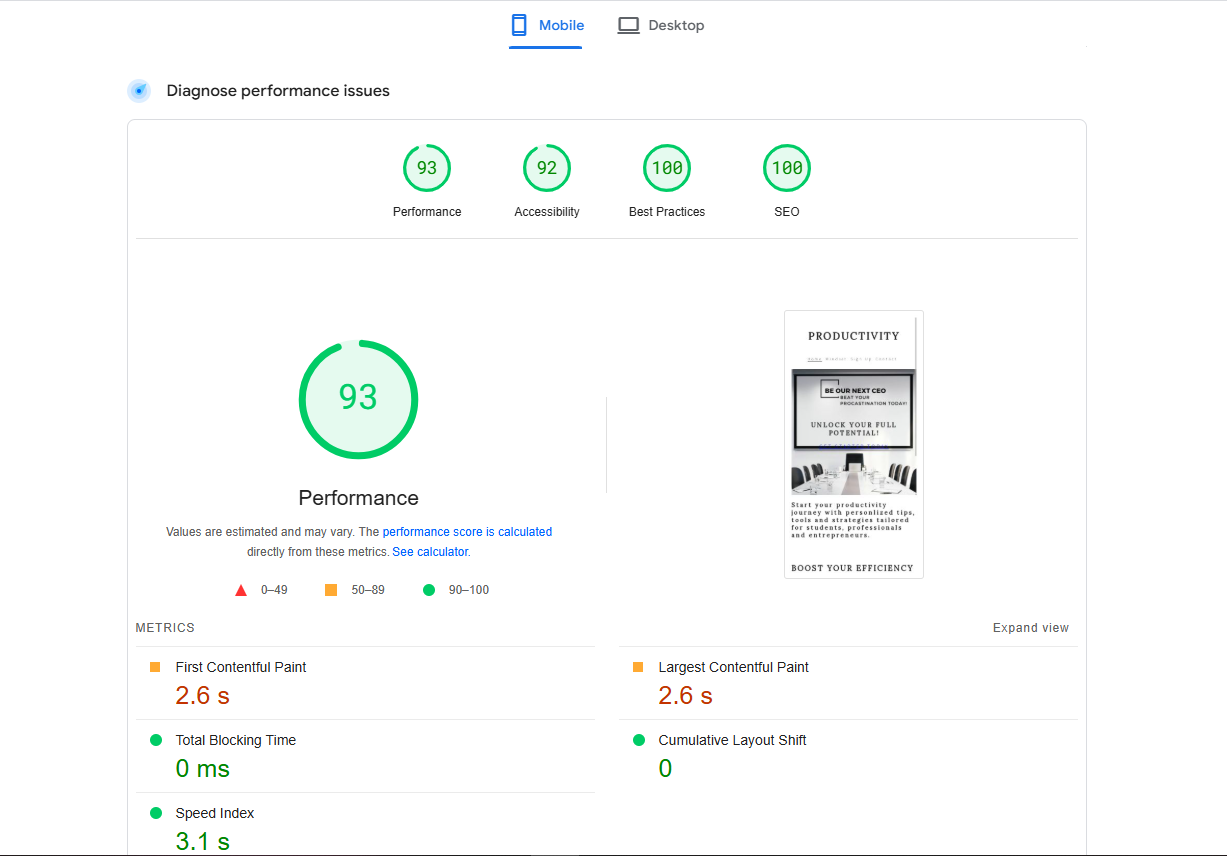 Mobile
Desktop
Diagnose performance issues
93
92
100
100
Performance
Accessibility
Best Practices
SEO
93
Performance
Values are estimated and may vary. The performance score is calculated
directly from these metrics. See calculator.
0–49
50–89
90–100
PRODUCTIVITY
Home Product Sign Up Contact
BE OUR NEXT CEO
BEAT YOUR
PROCASTINATION TODAY!
UNLOCK YOUR FULL
POTENTIAL!
Start your productivity
journey with personlized tips,
tools and strategies tailored
for students, professionals
and entrepreneurs.
BOOST YOUR EFFICIENCY
METRICS
Expand view
First Contentful Paint
2.6 s
Largest Contentful Paint
2.6 s
Total Blocking Time
0 ms
Cumulative Layout Shift
0
Speed Index
3.1 s